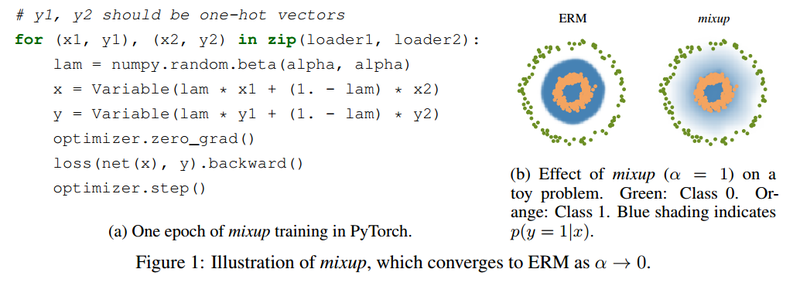 # y1, y2 should be one-hot vectors
for (x1, y1), (x2, y2) in zip(loader1, loader2):
    lam = numpy.random.beta(alpha, alpha)
    x = Variable(lam * x1 + (1. - lam) * x2)
    y = Variable(lam * y1 + (1. - lam) * y2)
    optimizer.zero_grad()
    loss(net(x), y).backward()
    optimizer.step()
(a) One epoch of mixup training in PyTorch.
ERM
mixup
(b) Effect of mixup (α = 1) on a
toy problem. Green: Class 0. Or-
ange: Class 1. Blue shading indicates
p(y = 1|x).
Figure 1: Illustration of mixup, which converges to ERM as α → 0.